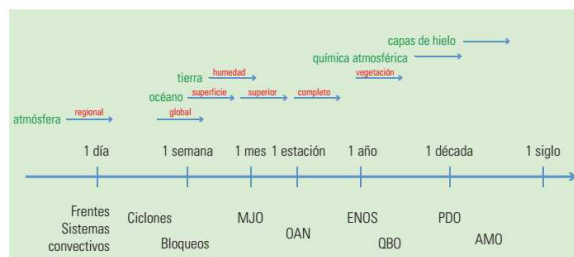 capas de hielo
química atmosférica
tierra humedad vegetación
océano superficie superior completo
atmósfera regional global
1 día 1 semana 1 mes 1 estación 1 año 1 década 1 siglo
Frentes Ciclones MJO ENOS PDO
Sistemas OAN AMO
convectivos Bloqueos QBO